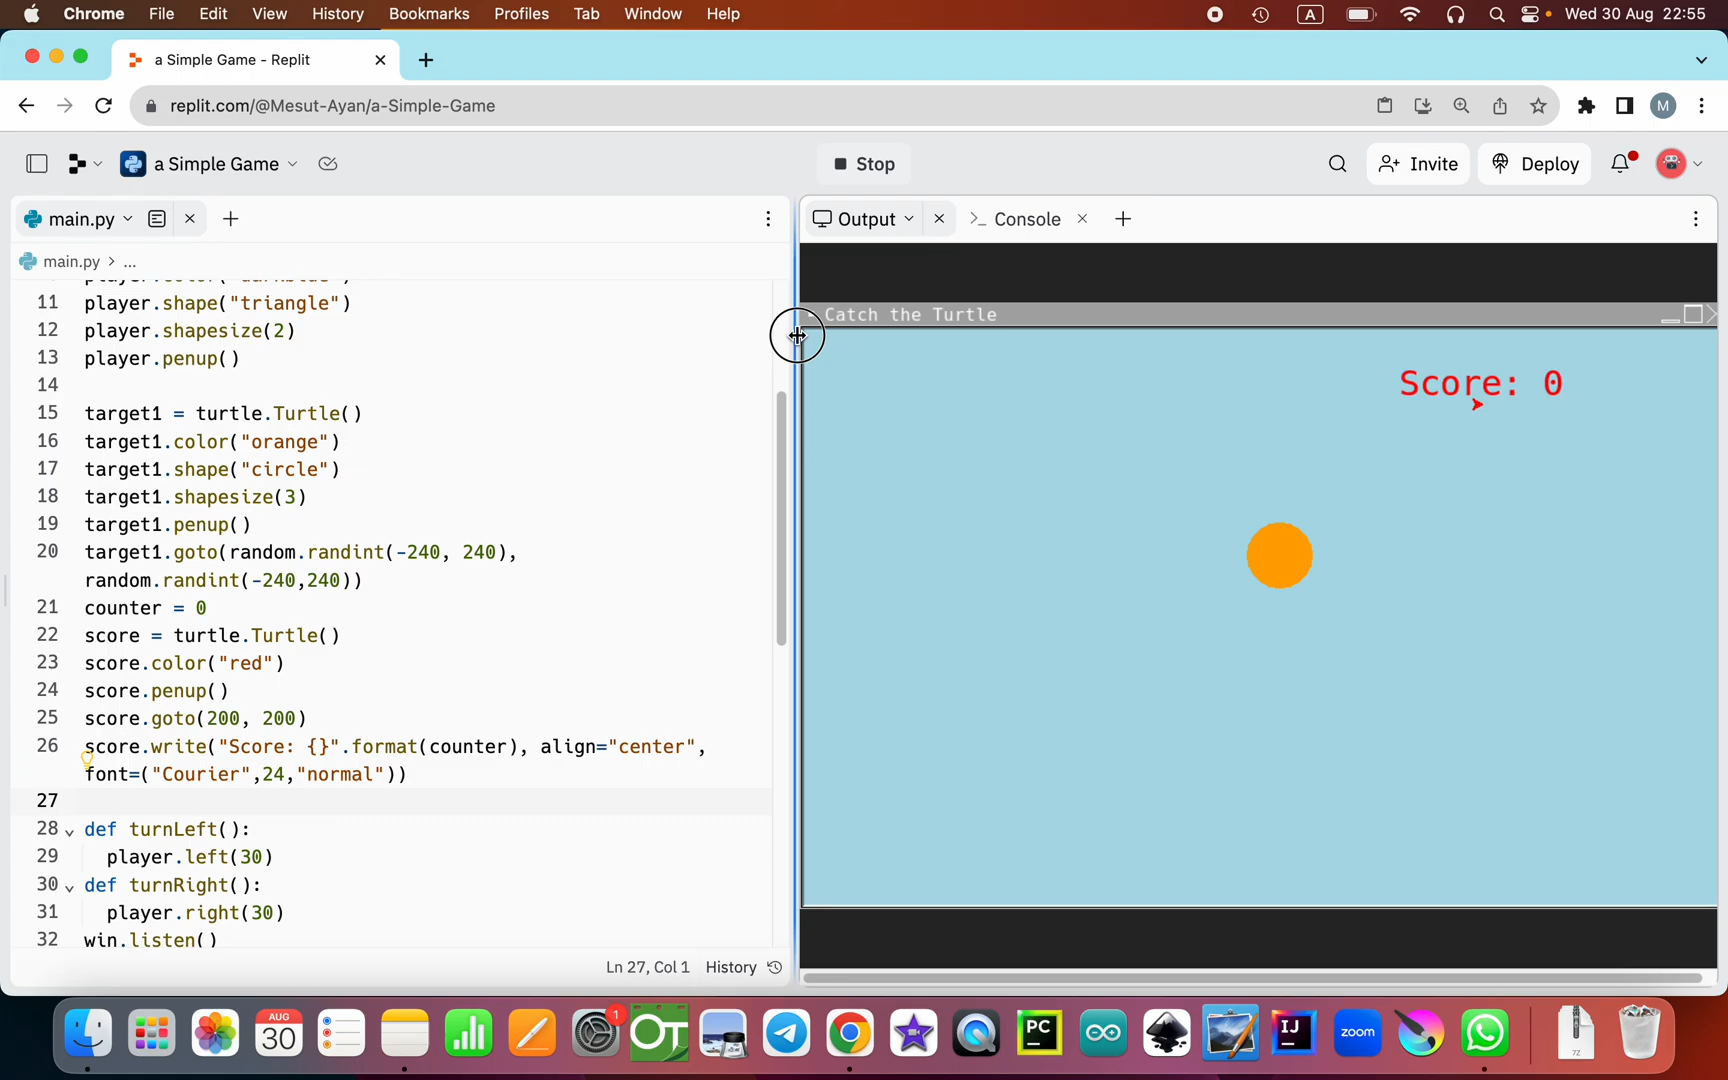 Chrome File Edit View History Bookmarks Profiles Tab Window Help A Wed 30 Aug 22:55
a Simple Game - Replit
replit.com/@Mesut-Ayan/a-Simple-Game M
a Simple Game Stop Invite Deploy
main.py Output >_ Console
main.py > ...
11 player.shape("triangle")
12 player.shapesize(2)
13 player.penup()
14
15 target1 = turtle.Turtle()
16 target1.color("orange")
17 target1.shape("circle")
18 target1.shapesize(3)
19 target1.penup()
20 target1.goto(random.randint(-240, 240),
random.randint(-240,240))
21 counter = 0
22 score = turtle.Turtle()
23 score.color("red")
24 score.penup()
25 score.goto(200, 200)
26 score.write("Score: {}".format(counter), align="center",
font=("Courier",24,"normal"))
27
28 def turnLeft():
29 player.left(30)
30 def turnRight():
31 player.right(30)
32 win.listen()
Ln 27, Col 1 History
Catch the Turtle
Score: 0
AUG
30
1
OT
PC
IJ
zoom
7Z